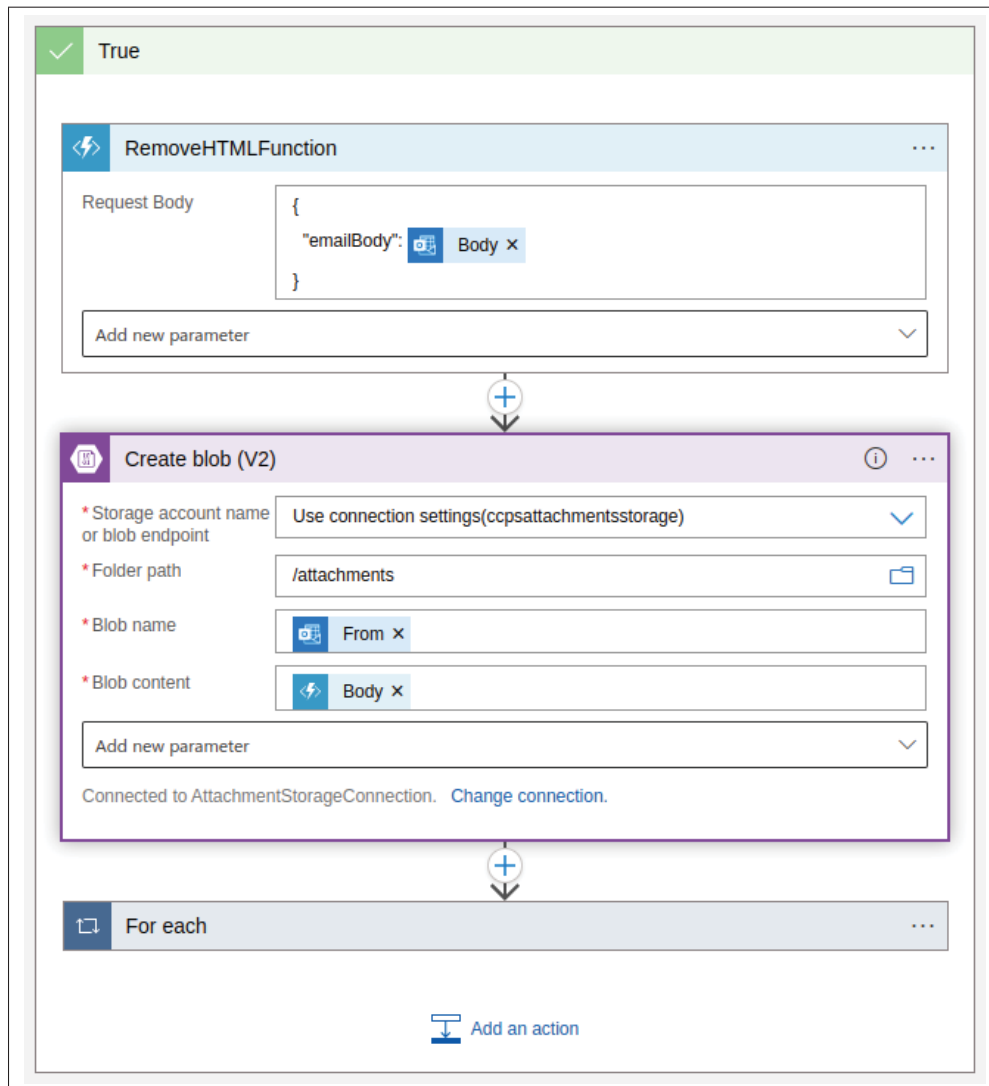 True
RemoveHTMLFunction
Request Body
{
"emailBody": Body ×
}
Add new parameter
Create blob (V2)
* Storage account name
or blob endpoint
Use connection settings(ccpsattachmentsstorage)
* Folder path
/attachments
* Blob name
From ×
* Blob content
Body ×
Add new parameter
Connected to AttachmentStorageConnection. Change connection.
For each
Add an action